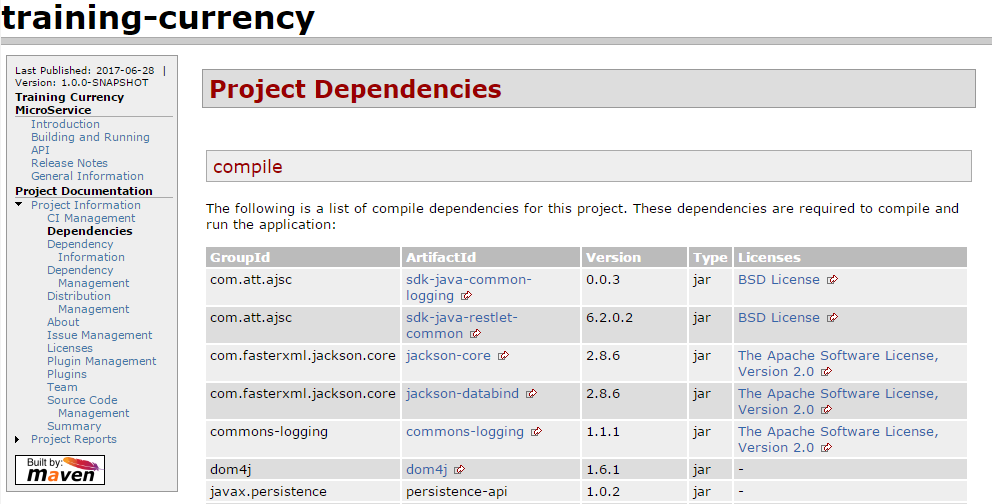 training-currency
Last Published: 2017-06-28 |
Version: 1.0.0-SNAPSHOT
Training Currency
MicroService
Introduction
Building and Running
API
Release Notes
General Information
Project Documentation
Project Information
CI Management
Dependencies
Dependency
Information
Dependency
Management
Distribution
Management
About
Issue Management
Licenses
Plugin Management
Plugins
Team
Source Code
Management
Summary
Project Reports
Built by:
maven
Project Dependencies
compile
The following is a list of compile dependencies for this project. These dependencies are required to compile and
run the application:
GroupId ArtifactId Version Type Licenses
com.att.ajsc sdk-java-common- 0.0.3 jar BSD License
logging
com.att.ajsc sdk-java-restlet- 6.2.0.2 jar BSD License
common
com.fasterxml.jackson.core jackson-core 2.8.6 jar The Apache Software License,
Version 2.0
com.fasterxml.jackson.core jackson-databind 2.8.6 jar The Apache Software License,
Version 2.0
commons-logging commons-logging 1.1.1 jar The Apache Software License,
Version 2.0
dom4j dom4j 1.6.1 jar -
javax.persistence persistence-api 1.0.2 jar -